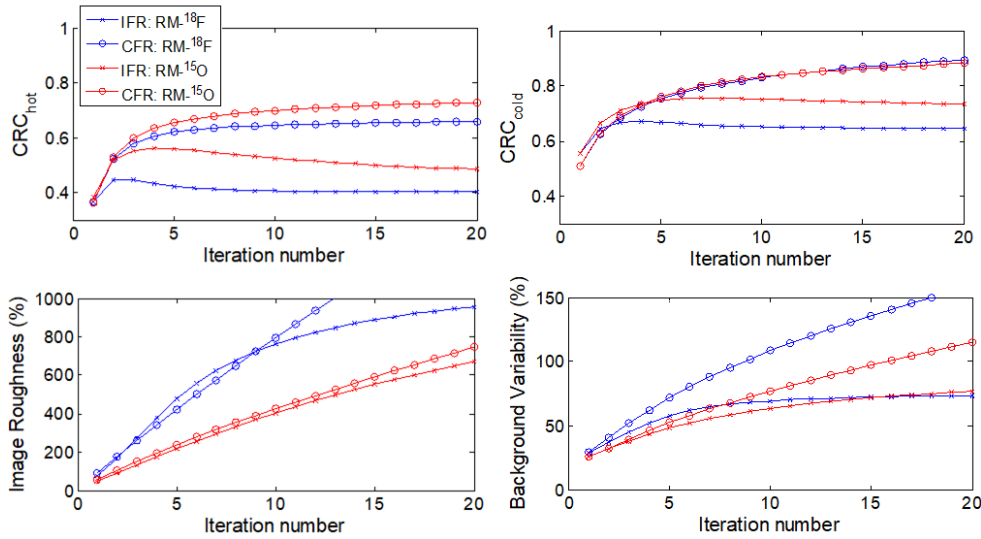 IFR: RM-¹⁸F
CFR: RM-¹⁸F
IFR: RM-¹⁵O
CFR: RM-¹⁵O
CRC_hot
1
0.8
0.6
0.4
0 5 10 15 20
Iteration number
CRC_cold
1
0.8
0.6
0.4
0 5 10 15 20
Iteration number
Image Roughness (%)
1000
800
600
400
200
0
0 5 10 15 20
Iteration number
Background Variability (%)
150
100
50
0
0 5 10 15 20
Iteration number